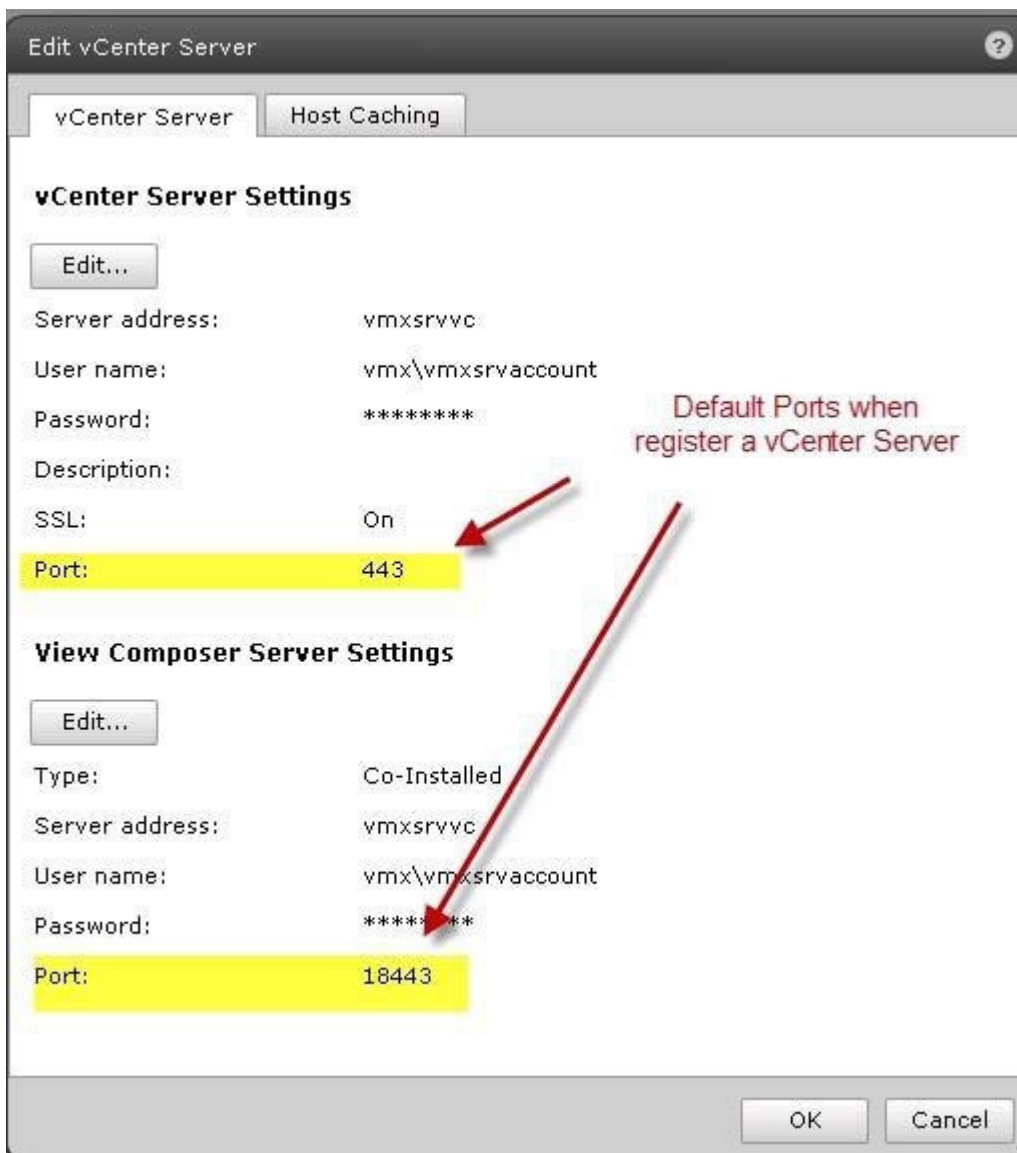 Edit vCenter Server
?
vCenter Server
Host Caching
vCenter Server Settings
Edit...
Server address: vmxsrvvc
User name: vmx\vmxsrvaccount
Password: ********
Default Ports when
register a vCenter Server
Description:
SSL: On
Port: 443
View Composer Server Settings
Edit...
Type: Co-Installed
Server address: vmxsrvvc
User name: vmx\vmxsrvaccount
Password: ********
Port: 18443
OK
Cancel